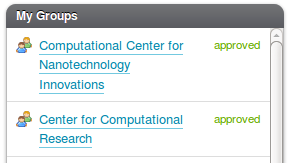 My Groups
Computational Center for approved
Nanotechnology
Innovations
Center for Computational approved
Research